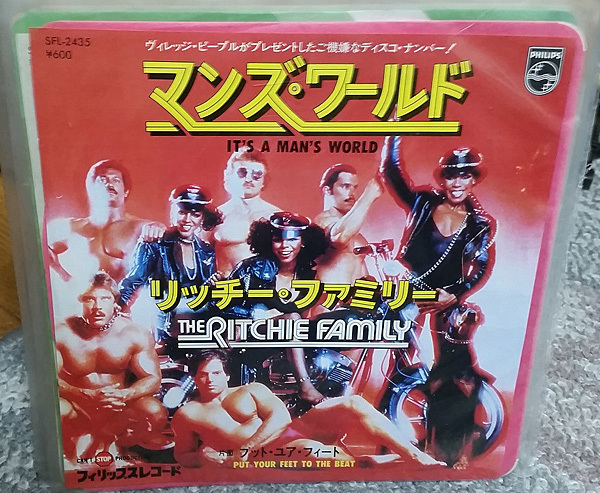 SFL-2435
¥600
ヴィレッジ・ピープルがプレゼントしたご機嫌なディスコ・ナンバー!
PHILIPS
マンズ・ワールド
IT'S A MAN'S WORLD
リッチー・ファミリー
THE RITCHIE FAMILY
CAN'T STOP PRODUC
片面 プット・ユア・フィート
PUT YOUR FEET TO THE BEAT
フィリップスレコード